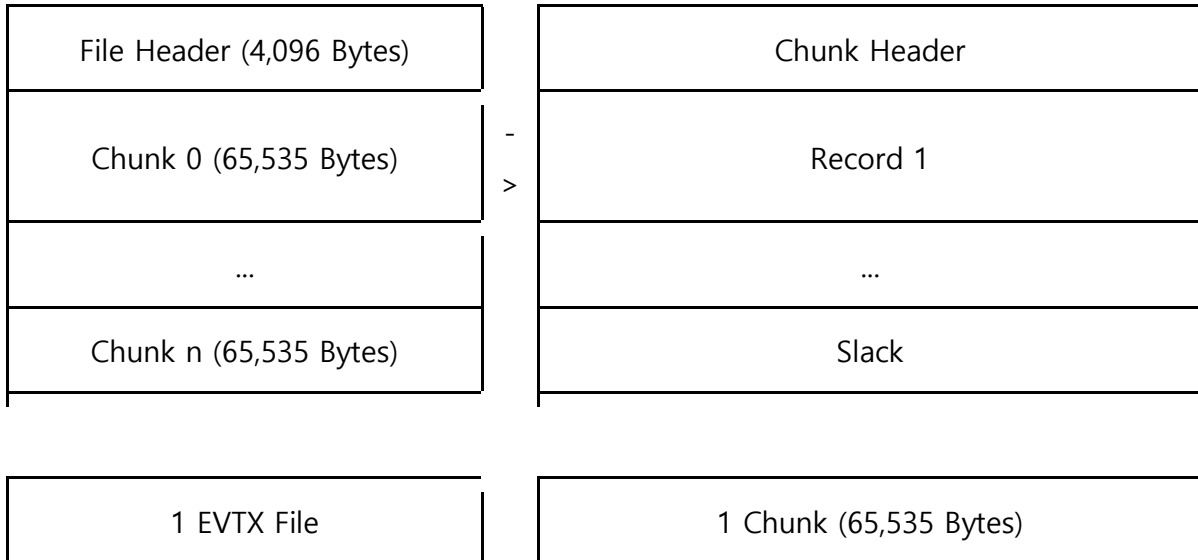 File Header (4,096 Bytes)
Chunk Header
Chunk 0 (65,535 Bytes)
-
>
Record 1
...
...
Chunk n (65,535 Bytes)
Slack
1 EVTX File
1 Chunk (65,535 Bytes)